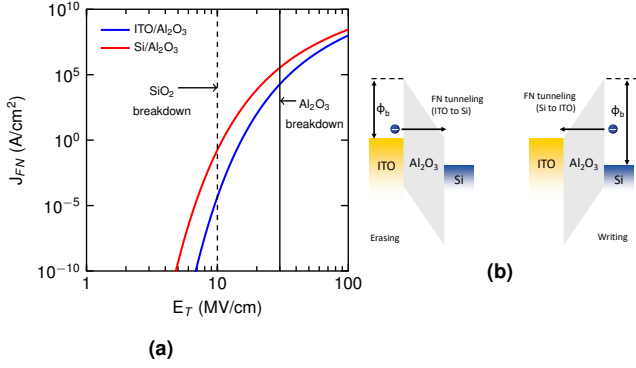 (a)
10^10
10^5
10^0
10^-5
10^-10
J_FN (A/cm^2)
ITO/Al2O3
Si/Al2O3
SiO2
breakdown
Al2O3
breakdown
1
10
100
E_T (MV/cm)
(a)
ϕb
FN tunneling
(ITO to Si)
ITO
Al2O3
Si
Erasing
FN tunneling
(Si to ITO)
ϕb
ITO
Al2O3
Si
Writing
(b)